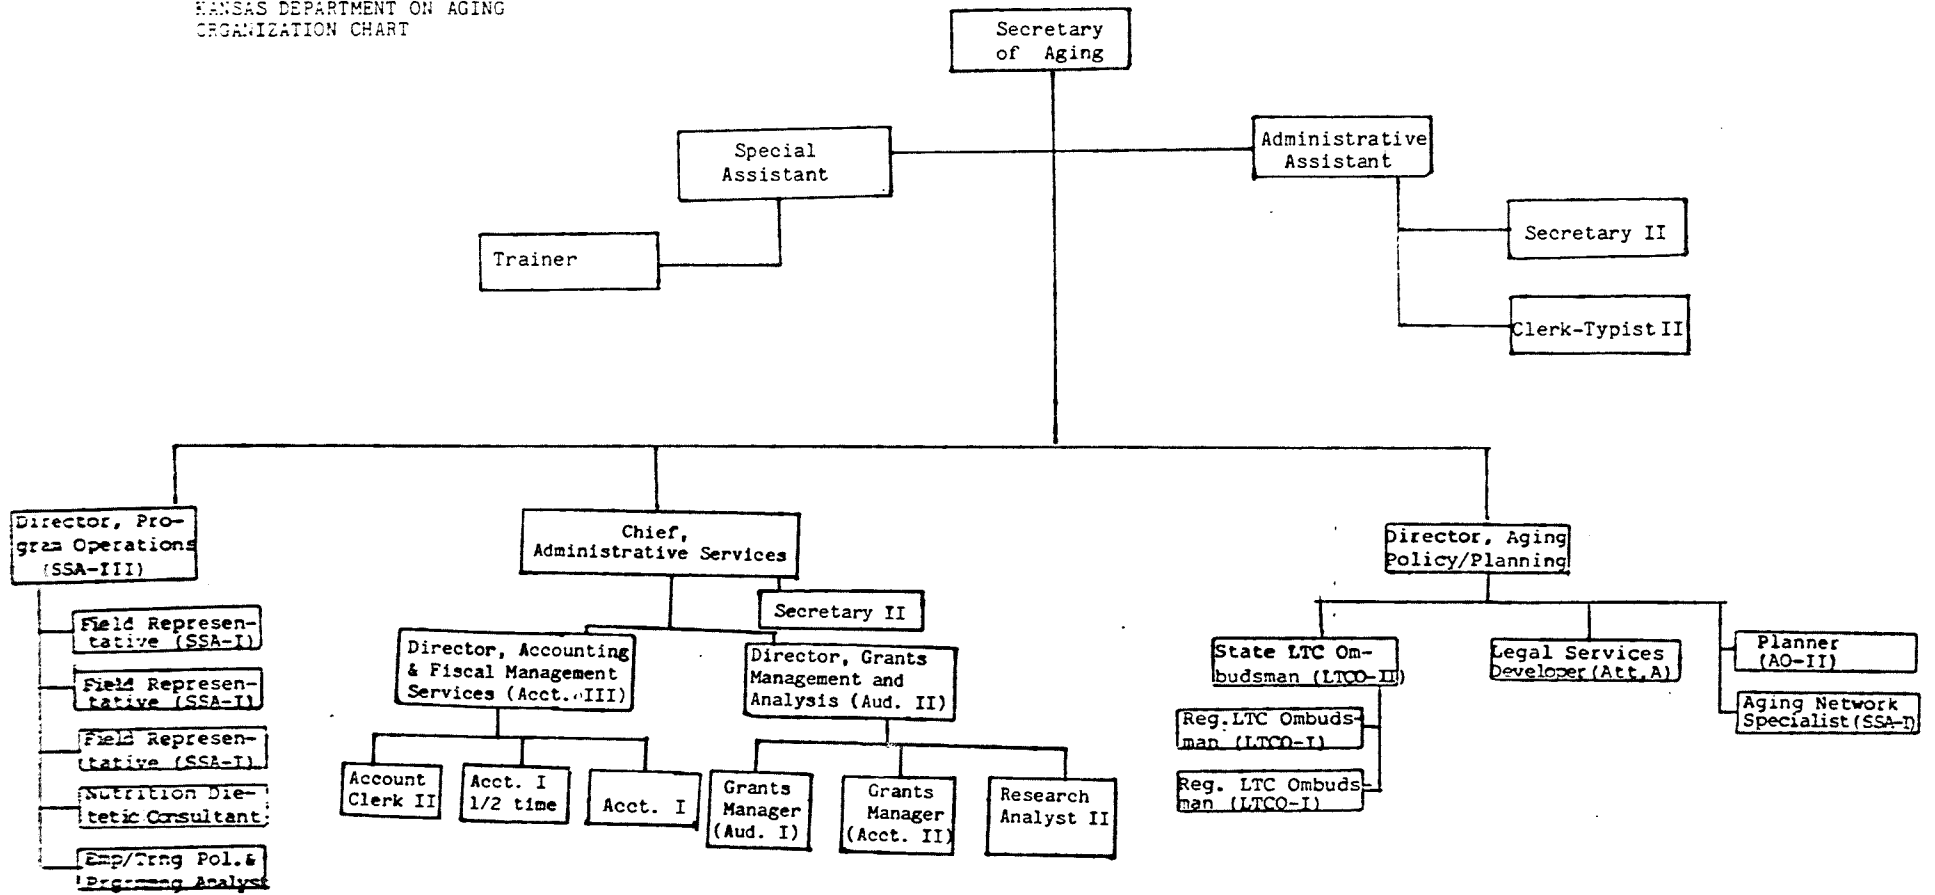 KANSAS DEPARTMENT ON AGING
ORGANIZATION CHART
Secretary
of Aging
Special
Assistant
Administrative
Assistant
Trainer
Secretary II
Clerk-Typist II
Director, Pro-
gram Operations
(SSA-III)
Field Represen-
tative (SSA-I)
Field Represen-
tative (SSA-I)
Field Represen-
tative (SSA-I)
Nutrition Die-
tetic Consultant
Emp/Trng Pol.&
Analyst
Chief,
Administrative Services
Secretary II
Director, Accounting
& Fiscal Management
Services (Acct. III)
Account
Clerk II
Acct. I
1/2 time
Acct. I
Director, Grants
Management and
Analysis (Aud. II)
Grants
Manager
(Aud. I)
Grants
Manager
(Acct. II)
Research
Analyst II
Director, Aging
Policy/Planning
State LTC Om-
budsman (LTCO-II)
Reg.LTC Ombuds-
man (LTCO-I)
Reg. LTC Ombuds-
man (LTCO-I)
Legal Services
Developer(Att.A)
Planner
(AO-II)
Aging Network
Specialist(SSA-I)